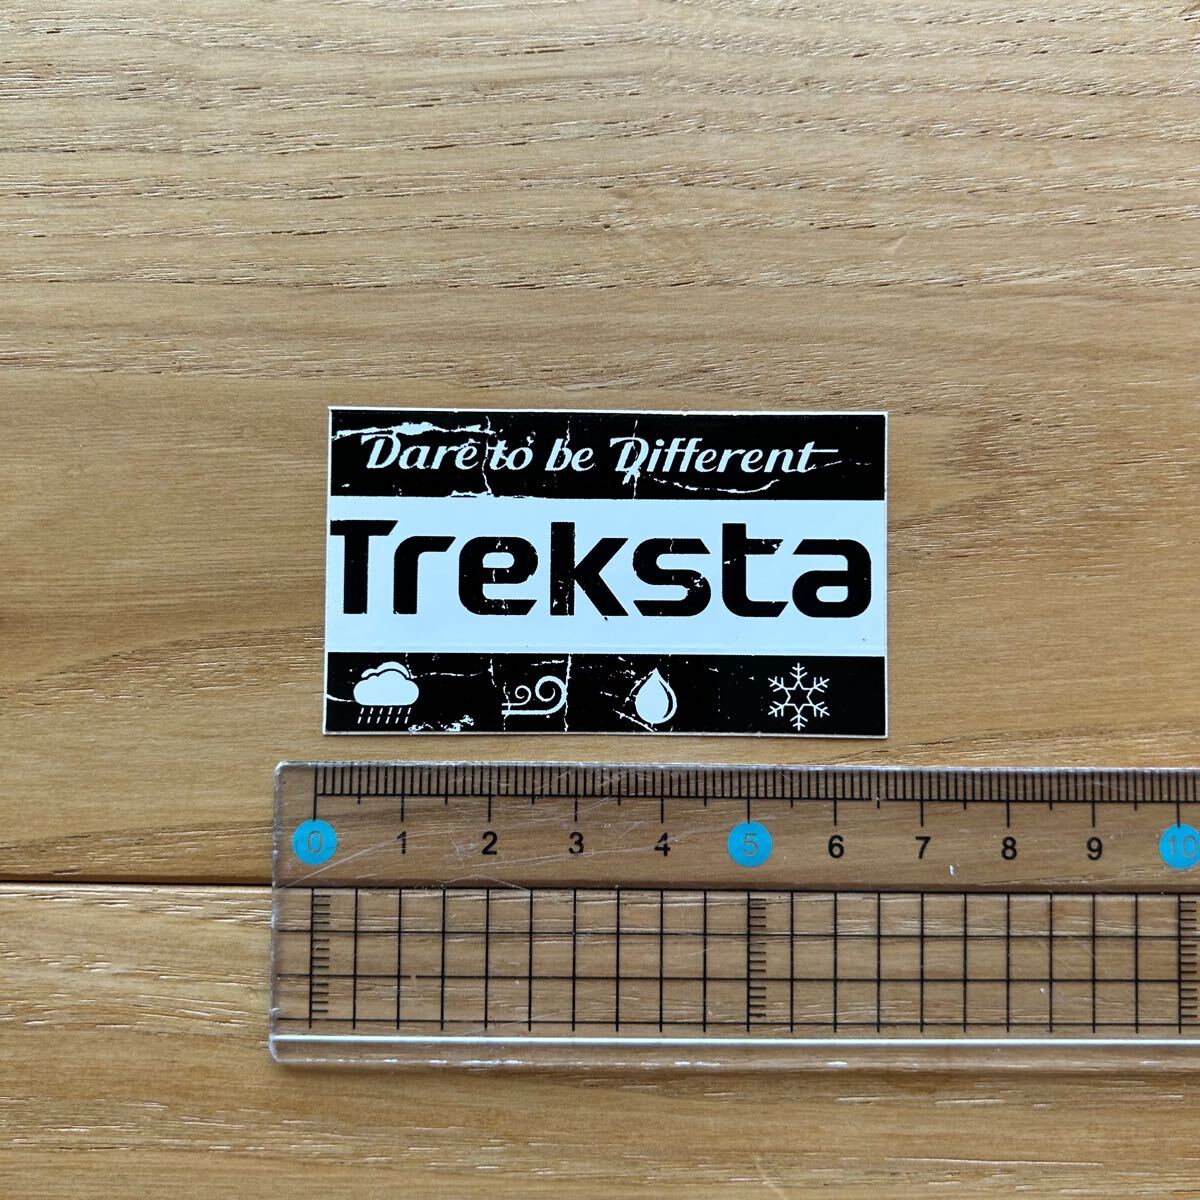 Dare to be Different
Treksta
0 1 2 3 4 5 6 7 8 9 10